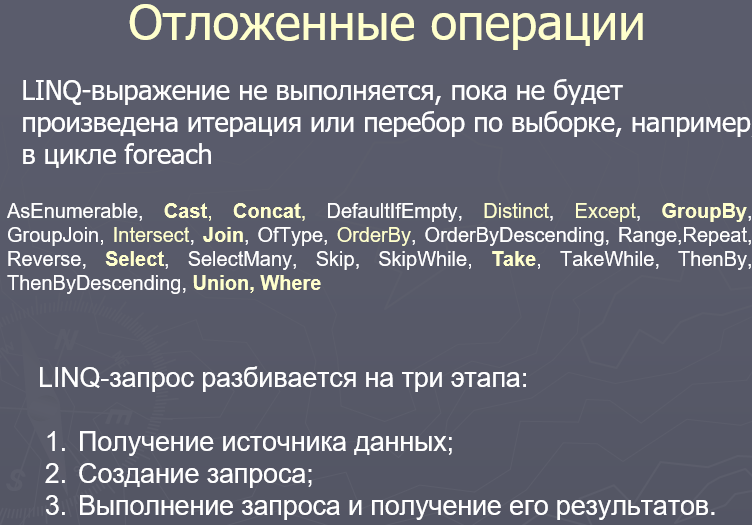 Отложенные операции
LINQ-выражение не выполняется, пока не будет
произведена итерация или перебор по выборке, например
в цикле foreach
AsEnumerable, Cast, Concat, DefaultIfEmpty, Distinct, Except, GroupBy,
GroupJoin, Intersect, Join, OfType, OrderBy, OrderByDescending, Range,Repeat,
Reverse, Select, SelectMany, Skip, SkipWhile, Take, TakeWhile, ThenBy,
ThenByDescending, Union, Where
LINQ-запрос разбивается на три этапа:
1. Получение источника данных;
2. Создание запроса;
3. Выполнение запроса и получение его результатов.
N
E
S